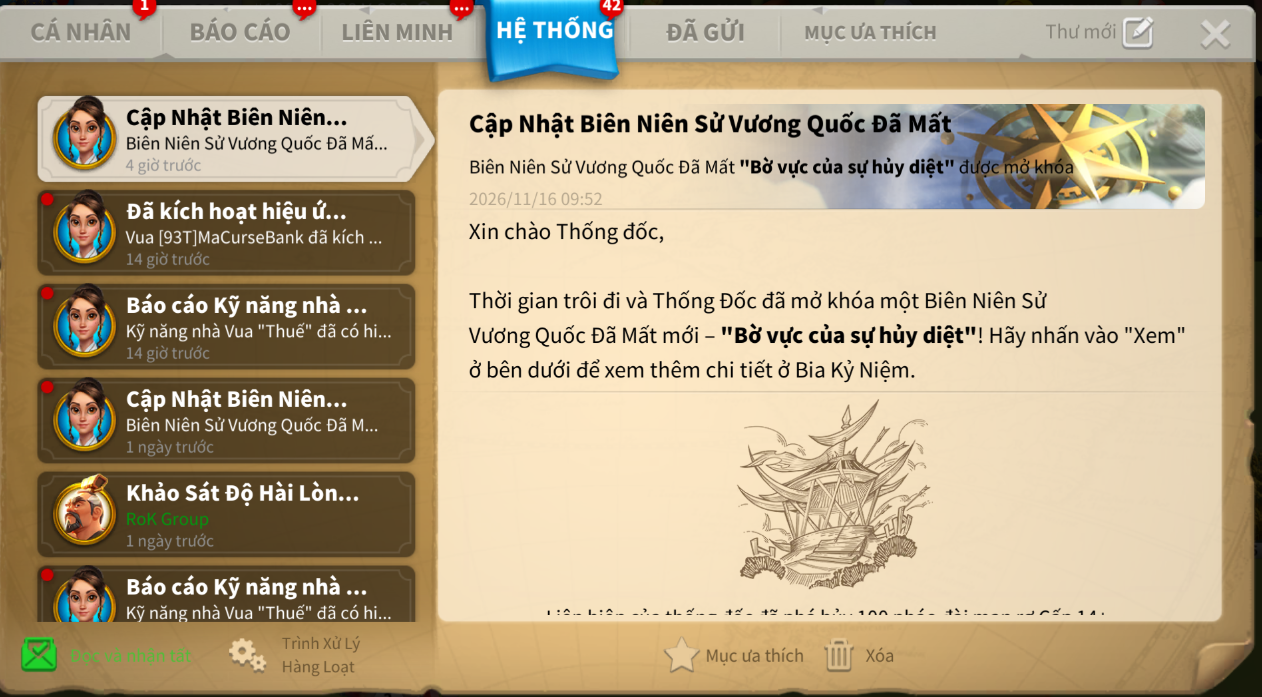 CÁ NHÂN
1
BÁO CÁO
...
LIÊN MINH
...
HỆ THỐNG
42
ĐÃ GỬI
MỤC ƯA THÍCH
Thư mới
Cập Nhật Biên Niên...
Biên Niên Sử Vương Quốc Đã Mấ...
4 giờ trước
Đã kích hoạt hiệu ứ...
Vua [93T]MaCurseBank đã kích ...
14 giờ trước
Báo cáo Kỹ năng nhà ...
Kỹ năng nhà Vua "Thuế" đã có hi...
14 giờ trước
Cập Nhật Biên Niên...
Biên Niên Sử Vương Quốc Đã M...
1 ngày trước
Khảo Sát Độ Hài Lòn...
RoK Group
1 ngày trước
Báo cáo Kỹ năng nhà ...
Kỹ năng nhà Vua "Thuế" đã có hi...
Cập Nhật Biên Niên Sử Vương Quốc Đã Mất
Biên Niên Sử Vương Quốc Đã Mất "Bờ vực của sự hủy diệt" được mở khóa
2026/11/16 09:52
Xin chào Thống đốc,
Thời gian trôi đi và Thống Đốc đã mở khóa một Biên Niên Sử
Vương Quốc Đã Mất mới – "Bờ vực của sự hủy diệt"! Hãy nhấn vào "Xem"
ở bên dưới để xem thêm chi tiết ở Bia Kỷ Niệm.
Đọc và nhận tất
Trình Xử Lý
Hàng Loạt
Mục ưa thích
Xóa